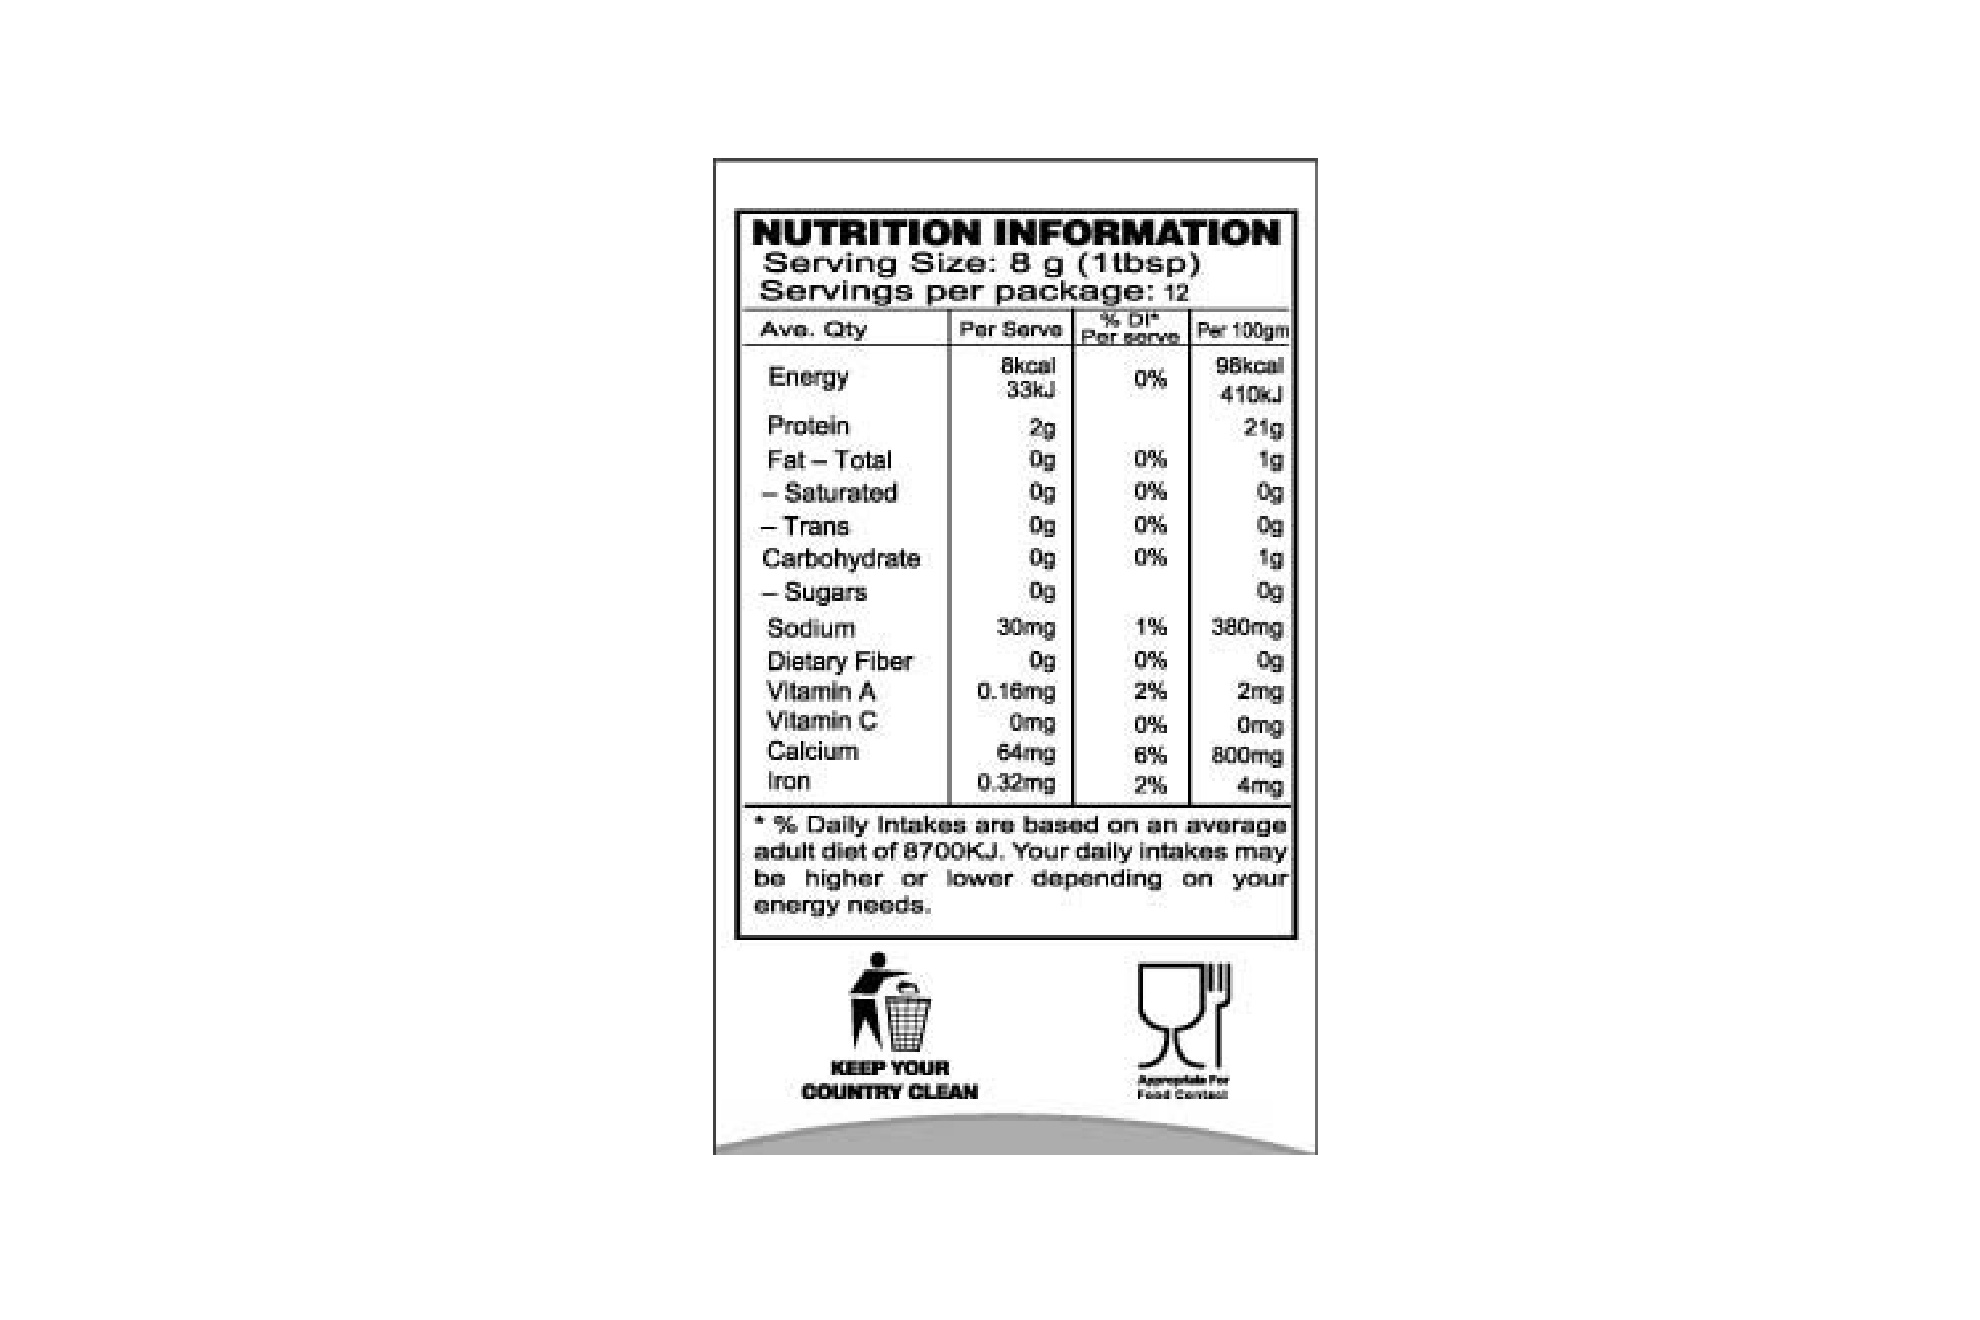 NUTRITION INFORMATION
Serving Size: 8 g (1tbsp)
Servings per package: 12
Ave. Qty Per Serve % DI* Per serve Per 100gm
Energy 8kcal 33kJ 0% 98kcal 410kJ
Protein 2g 21g
Fat – Total 0g 0% 1g
– Saturated 0g 0% 0g
– Trans 0g 0% 0g
Carbohydrate 0g 0% 1g
– Sugars 0g 0g
Sodium 30mg 1% 380mg
Dietary Fiber 0g 0% 0g
Vitamin A 0.16mg 2% 2mg
Vitamin C 0mg 0% 0mg
Calcium 64mg 6% 800mg
Iron 0.32mg 2% 4mg
* % Daily Intakes are based on an average
adult diet of 8700KJ. Your daily intakes may
be higher or lower depending on your
energy needs.
KEEP YOUR
COUNTRY CLEAN
Appropriate For
Food Contact